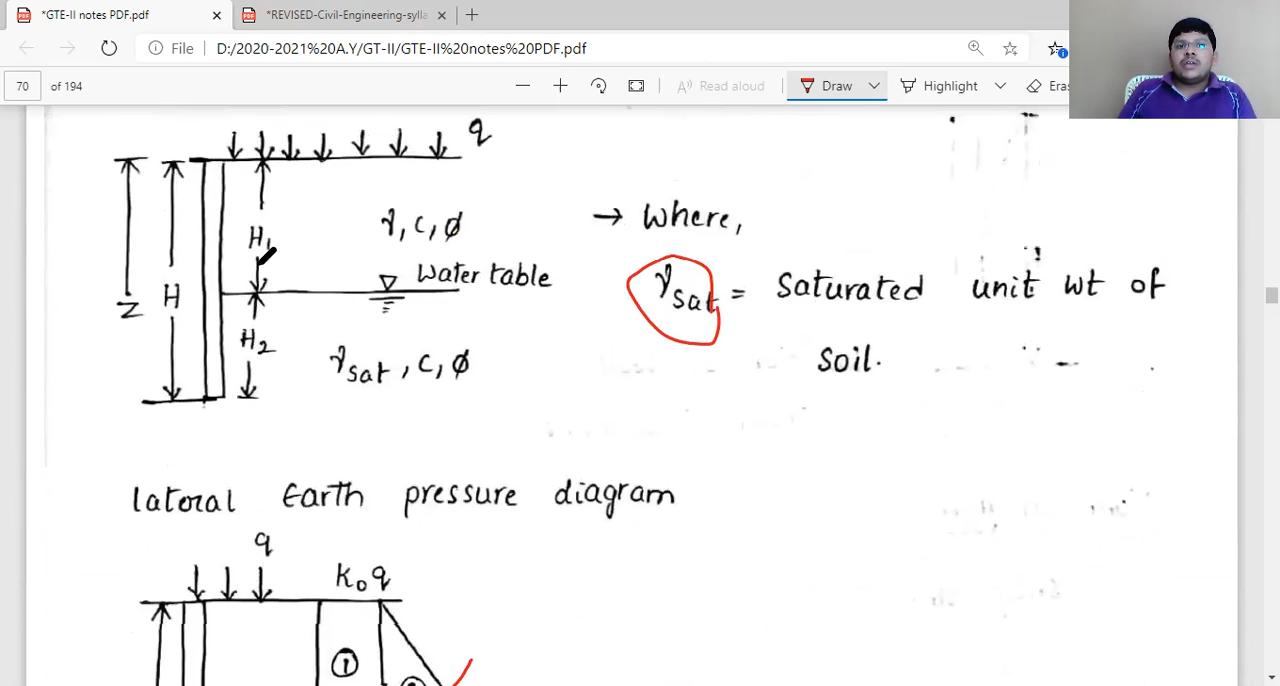 *GTE-II notes PDF.pdf
*REVISED-Civil-Engineering-sylla
File D:/2020-2021%20A.Y/GT-II/GTE-II%20notes%20PDF.pdf
70 of 194
Read aloud Draw Highlight Eras
q
γ, c, ø
→ Where,
H1
Water table
Z H
γsat = Saturated unit wt of
H2
γsat, c, ø
Soil.
lateral Earth pressure diagram
q
K0q
1